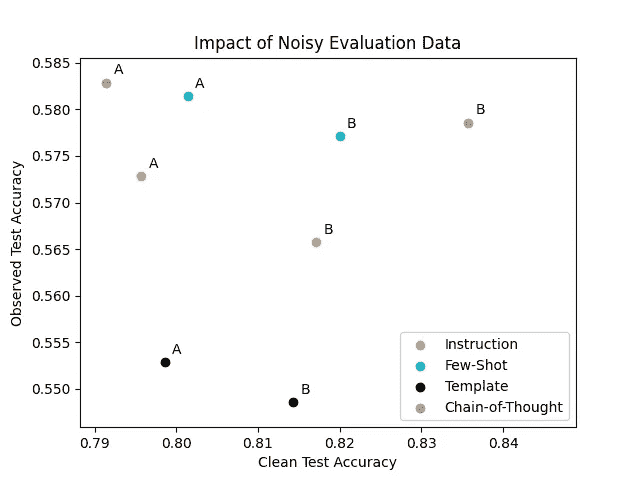 Impact of Noisy Evaluation Data
0.585
A
A
0.580
B
B
0.575
A
0.570
Observed Test Accuracy
B
0.565
0.560
0.555
A
0.550
B
Instruction
Few-Shot
Template
Chain-of-Thought
0.79 0.80 0.81 0.82 0.83 0.84
Clean Test Accuracy